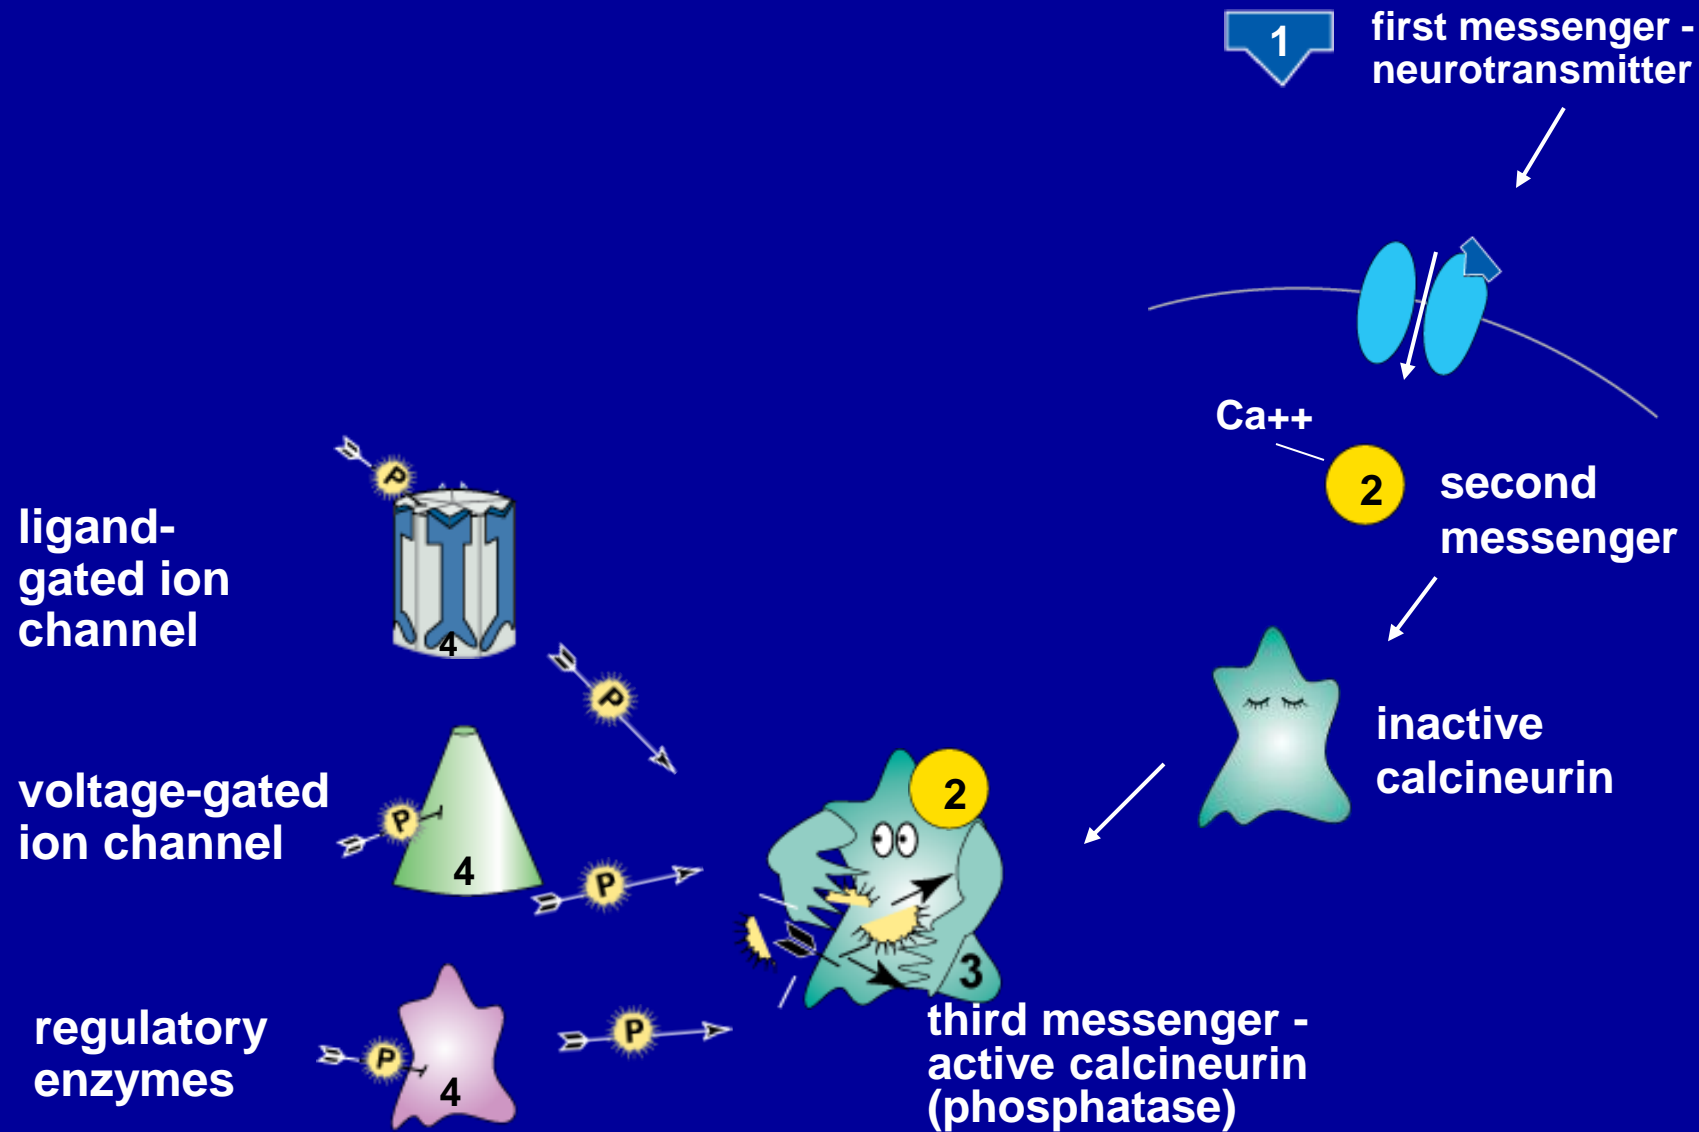 1
first messenger -
neurotransmitter
Ca++
2
second
messenger
inactive
calcineurin
P
ligand-
gated ion
channel
4
P
voltage-gated
ion channel
P
4
P
2
3
third messenger -
active calcineurin
(phosphatase)
regulatory
enzymes
P
4
P